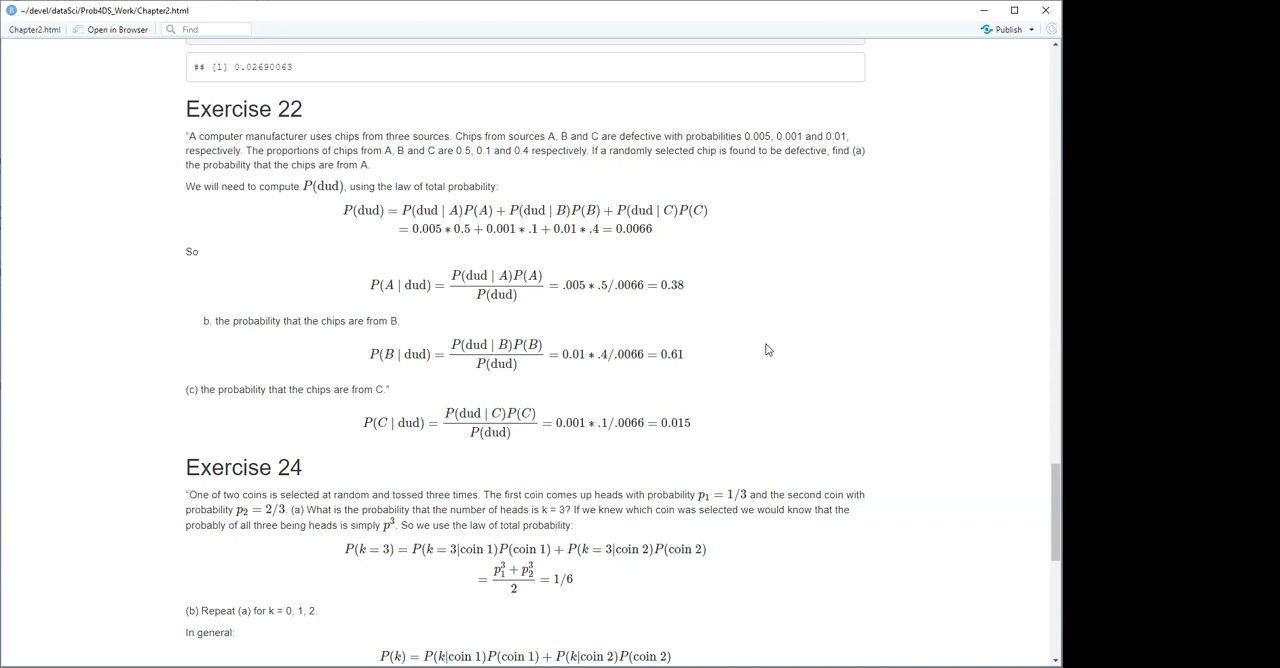 ~/devel/dataSci/Prob4DS_Work/Chapter2.html
Chapter2.html Open in Browser Find Publish
## [1] 0.02690063
Exercise 22
"A computer manufacturer uses chips from three sources. Chips from sources A, B and C are defective with probabilities 0.005, 0.001 and 0.01,
respectively. The proportions of chips from A, B and C are 0.5, 0.1 and 0.4 respectively. If a randomly selected chip is found to be defective, find (a)
the probability that the chips are from A.
We will need to compute P(dud), using the law of total probability:
P(dud) = P(dud | A)P(A) + P(dud | B)P(B) + P(dud | C)P(C)
= 0.005 * 0.5 + 0.001 * .1 + 0.01 * .4 = 0.0066
So
P(A | dud) = P(dud | A)P(A) / P(dud) = .005 * .5/.0066 = 0.38
b. the probability that the chips are from B.
P(B | dud) = P(dud | B)P(B) / P(dud) = 0.01 * .4/.0066 = 0.61
(c) the probability that the chips are from C."
P(C | dud) = P(dud | C)P(C) / P(dud) = 0.001 * .1/.0066 = 0.015
Exercise 24
"One of two coins is selected at random and tossed three times. The first coin comes up heads with probability p₁ = 1/3 and the second coin with
probability p₂ = 2/3. (a) What is the probability that the number of heads is k = 3? If we knew which coin was selected we would know that the
probably of all three being heads is simply p³. So we use the law of total probability:
P(k = 3) = P(k = 3|coin 1)P(coin 1) + P(k = 3|coin 2)P(coin 2)
= p₁³ + p₂³ / 2 = 1/6
(b) Repeat (a) for k = 0, 1, 2.
In general:
P(k) = P(k|coin 1)P(coin 1) + P(k|coin 2)P(coin 2)